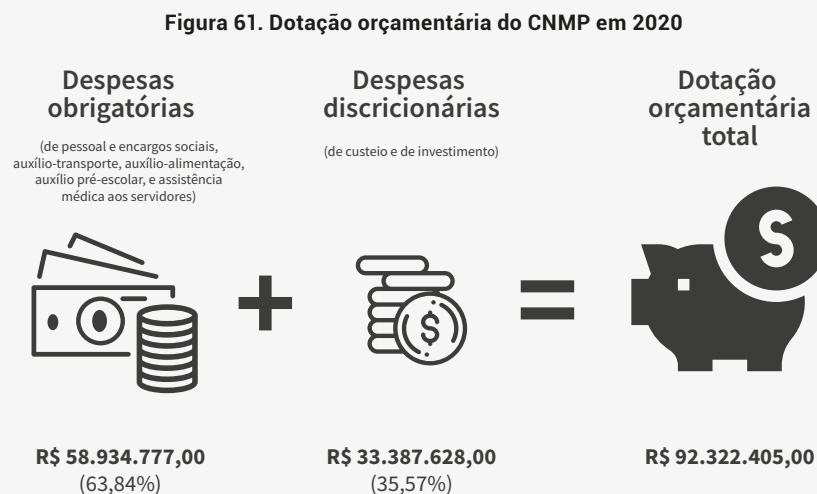 Figura 61. Dotação orçamentária do CNMP em 2020
Despesas
obrigatórias
(de pessoal e encargos sociais,
auxílio-transporte, auxílio-alimentação,
auxílio pré-escolar, e assistência
médica aos servidores)
R$ 58.934.777,00
(63,84%)
+
Despesas
discricionárias
(de custeio e de investimento)
$
R$ 33.387.628,00
(35,57%)
=
Dotação
orçamentária
total
$
R$ 92.322.405,00